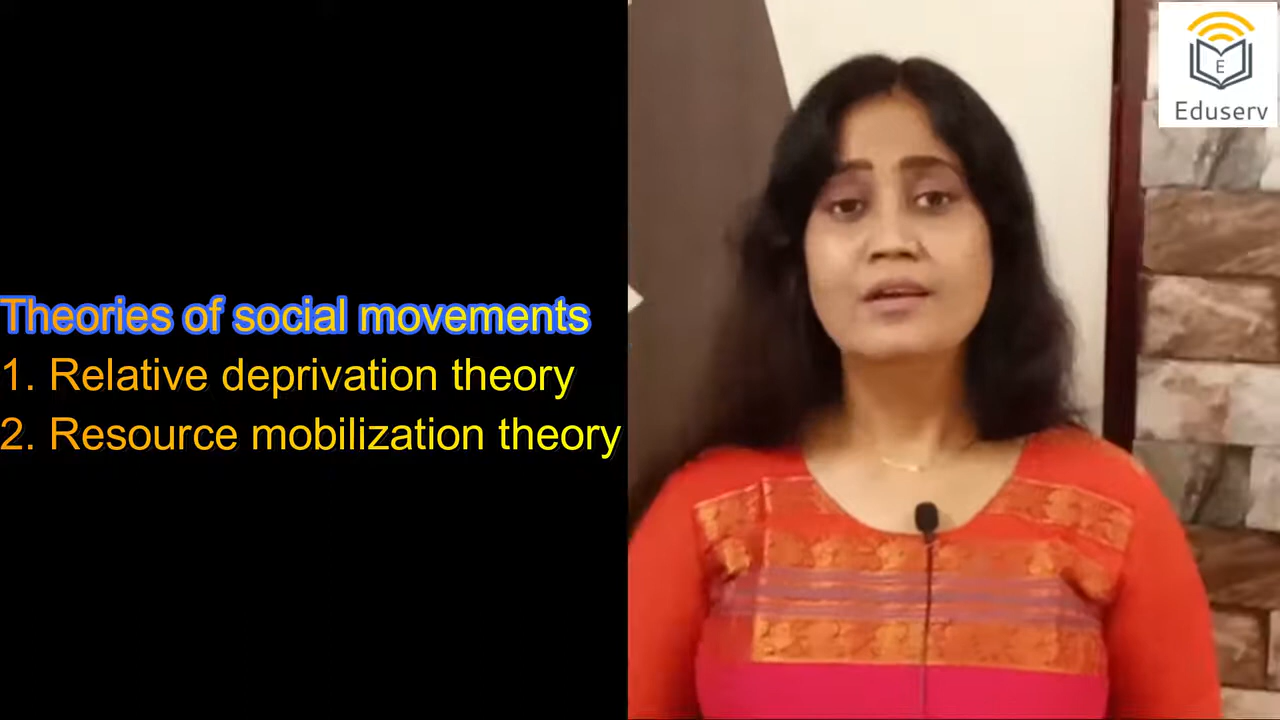 Theories of social movements
1. Relative deprivation theory
2. Resource mobilization theory
E
Eduserv